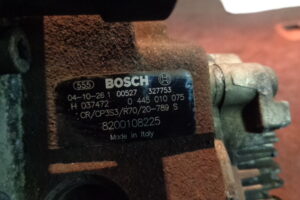 555 BOSCH
04-10-26 1 00527 327753
H 037472 0 445 010 075
CR/CP3S3/R70/20-789 S
8200108225
Made in Italy